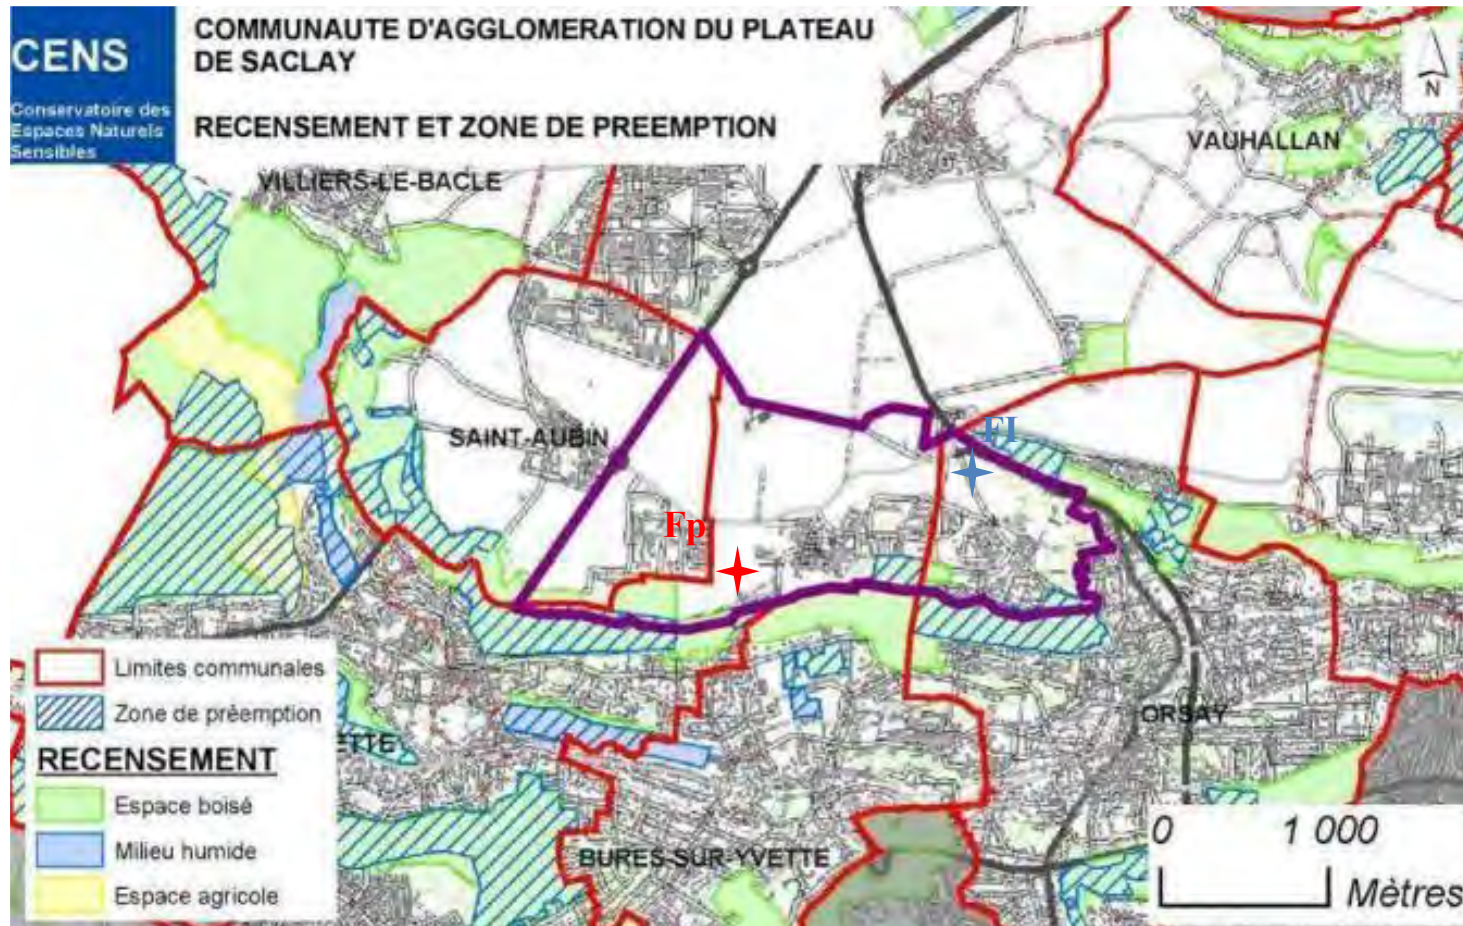 CENS
Conservatoire des
Espaces Naturels
Sensibles
COMMUNAUTE D'AGGLOMERATION DU PLATEAU
DE SACLAY
RECENSEMENT ET ZONE DE PREEMPTION
N
VAUHALLAN
VILLIERS-LE-BACLE
FI
SAINT-AUBIN
Fp
Limites communales
Zone de préemption
ORSAY
ETTE
RECENSEMENT
Espace boisé
Milieu humide
Espace agricole
BURES-SUR-YVETTE
0 1 000
Mètres